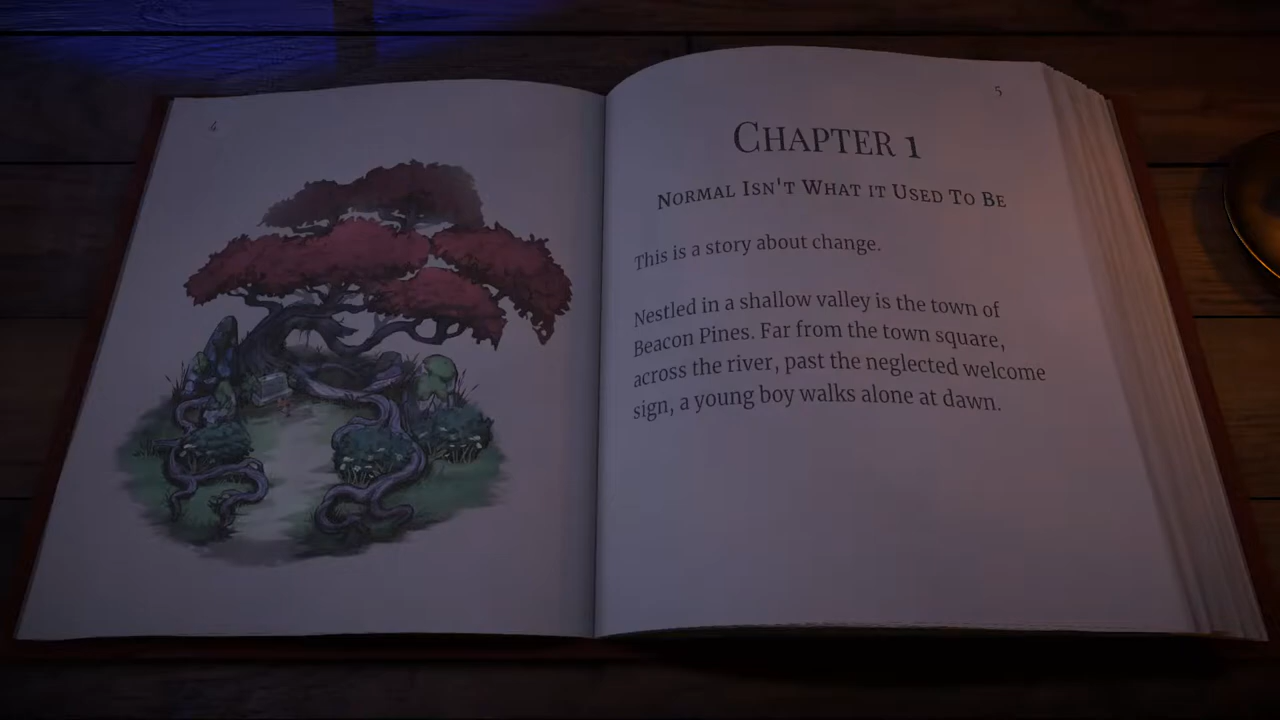 4
5
CHAPTER 1
NORMAL ISN'T WHAT IT USED TO BE
This is a story about change.
Nestled in a shallow valley is the town of
Beacon Pines. Far from the town square,
across the river, past the neglected welcome
sign, a young boy walks alone at dawn.